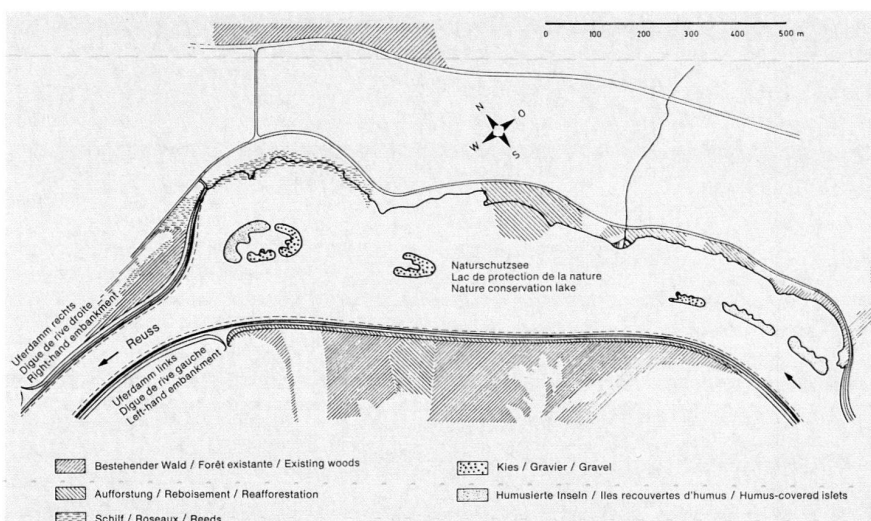 0 100 200 300 400 500 m
N
O
W
S
Naturschutzsee
Lac de protection de la nature
Nature conservation lake
Uferdamm rechts
Digue de rive droite
Right-hand embankment
Reuss
Uferdamm links
Digue de rive gauche
Left-hand embankment
Bestehender Wald / Forêt existante / Existing woods
Aufforstung / Reboisement / Reafforestation
Schilf / Roseaux / Reeds
Kies / Gravier / Gravel
Humusierte Inseln / Iles recouvertes d'humus / Humus-covered islets